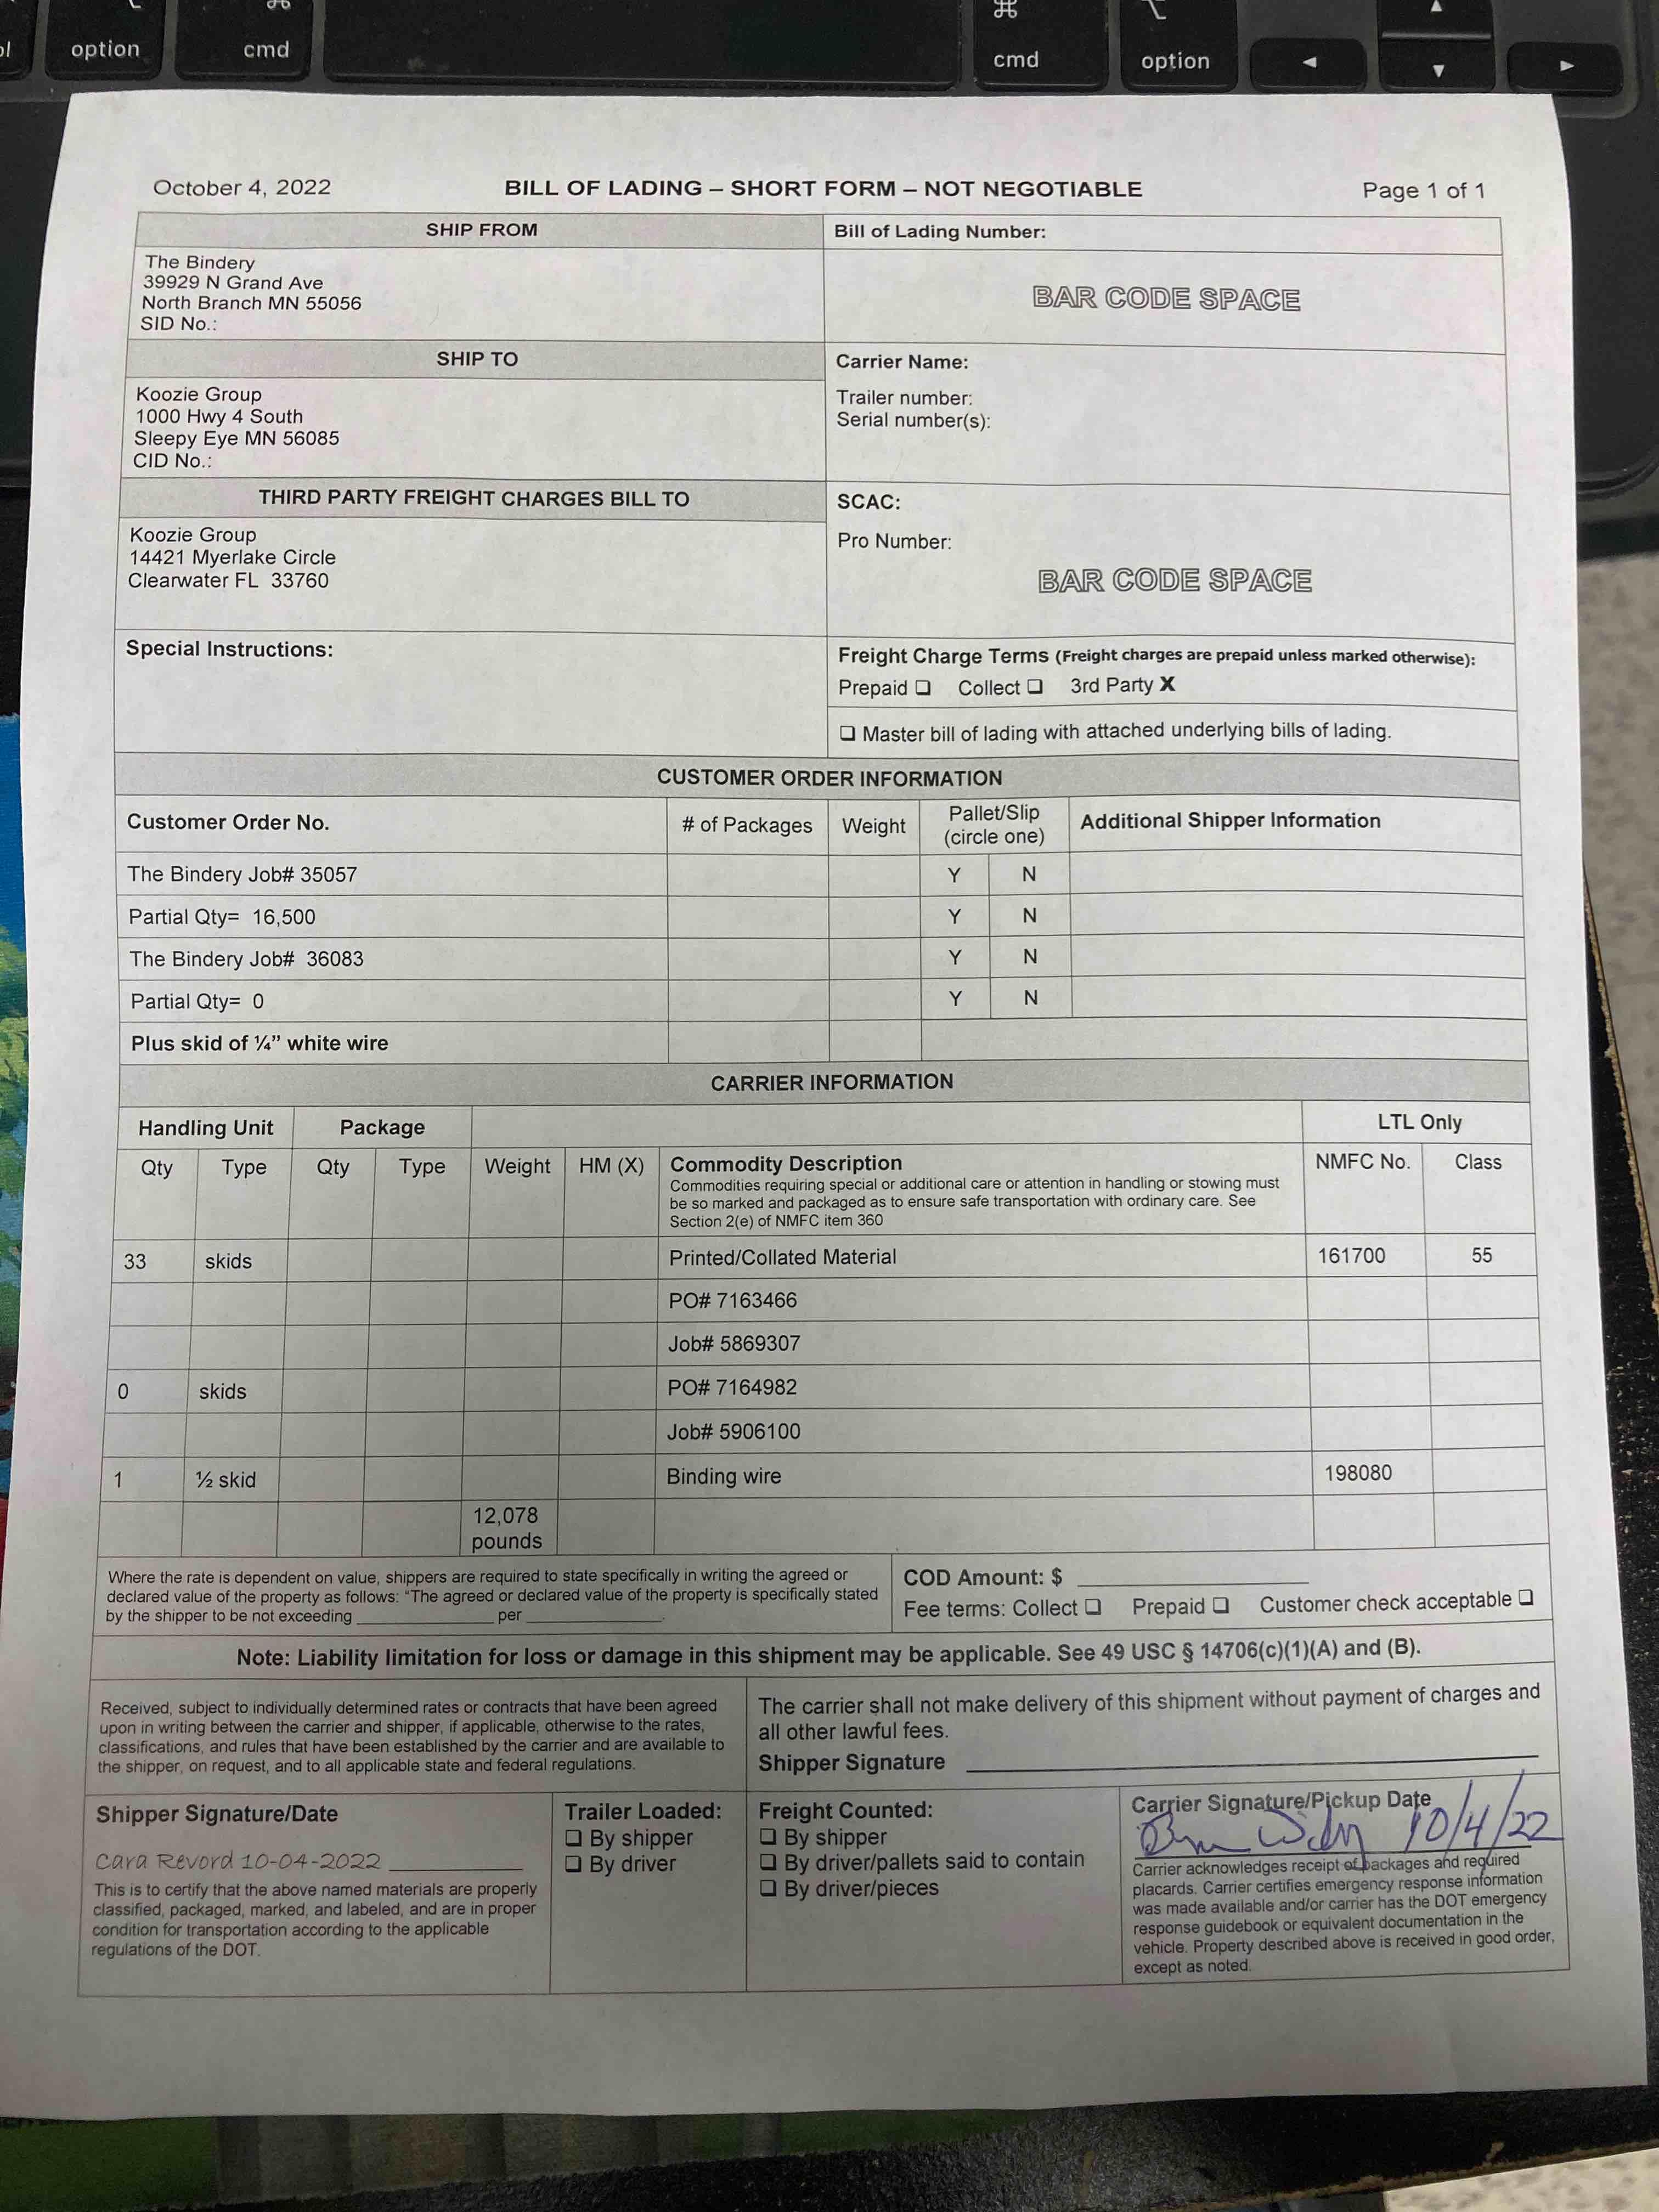 option
cmd
cmd
option
October 4, 2022
BILL OF LADING – SHORT FORM – NOT NEGOTIABLE
Page 1 of 1
SHIP FROM
The Bindery
39929 N Grand Ave
North Branch MN 55056
SID No.:
Bill of Lading Number:
BAR CODE SPACE
SHIP TO
Koozie Group
1000 Hwy 4 South
Sleepy Eye MN 56085
CID No.:
Carrier Name:
Trailer number:
Serial number(s):
THIRD PARTY FREIGHT CHARGES BILL TO
Koozie Group
14421 Myerlake Circle
Clearwater FL 33760
SCAC:
Pro Number:
BAR CODE SPACE
Special Instructions:
Freight Charge Terms (Freight charges are prepaid unless marked otherwise):
Prepaid ❑ Collect ❑ 3rd Party X
❑ Master bill of lading with attached underlying bills of lading.
CUSTOMER ORDER INFORMATION
Customer Order No. # of Packages Weight Pallet/Slip (circle one) Additional Shipper Information
The Bindery Job# 35057 Y N
Partial Qty= 16,500 Y N
The Bindery Job# 36083 Y N
Partial Qty= 0 Y N
Plus skid of ¼” white wire
CARRIER INFORMATION
Handling Unit Package LTL Only
Qty Type Qty Type Weight HM (X) Commodity Description NMFC No. Class
Commodities requiring special or additional care or attention in handling or stowing must
be so marked and packaged as to ensure safe transportation with ordinary care. See
Section 2(e) of NMFC item 360
33 skids Printed/Collated Material 161700 55
PO# 7163466
Job# 5869307
0 skids PO# 7164982
Job# 5906100
1 ½ skid Binding wire 198080
12,078
pounds
Where the rate is dependent on value, shippers are required to state specifically in writing the agreed or
declared value of the property as follows: “The agreed or declared value of the property is specifically stated
by the shipper to be not exceeding ____________ per ____________.
COD Amount: $ ____________
Fee terms: Collect ❑ Prepaid ❑ Customer check acceptable ❑
Note: Liability limitation for loss or damage in this shipment may be applicable. See 49 USC § 14706(c)(1)(A) and (B).
Received, subject to individually determined rates or contracts that have been agreed
upon in writing between the carrier and shipper, if applicable, otherwise to the rates,
classifications, and rules that have been established by the carrier and are available to
the shipper, on request, and to all applicable state and federal regulations.
The carrier shall not make delivery of this shipment without payment of charges and
all other lawful fees.
Shipper Signature
Shipper Signature/Date
Cara Revord 10-04-2022
This is to certify that the above named materials are properly
classified, packaged, marked, and labeled, and are in proper
condition for transportation according to the applicable
regulations of the DOT.
Trailer Loaded:
❑ By shipper
❑ By driver
Freight Counted:
❑ By shipper
❑ By driver/pallets said to contain
❑ By driver/pieces
Carrier Signature/Pickup Date
10/4/22
Carrier acknowledges receipt of packages and required
placards. Carrier certifies emergency response information
was made available and/or carrier has the DOT emergency
response guidebook or equivalent documentation in the
vehicle. Property described above is received in good order,
except as noted.